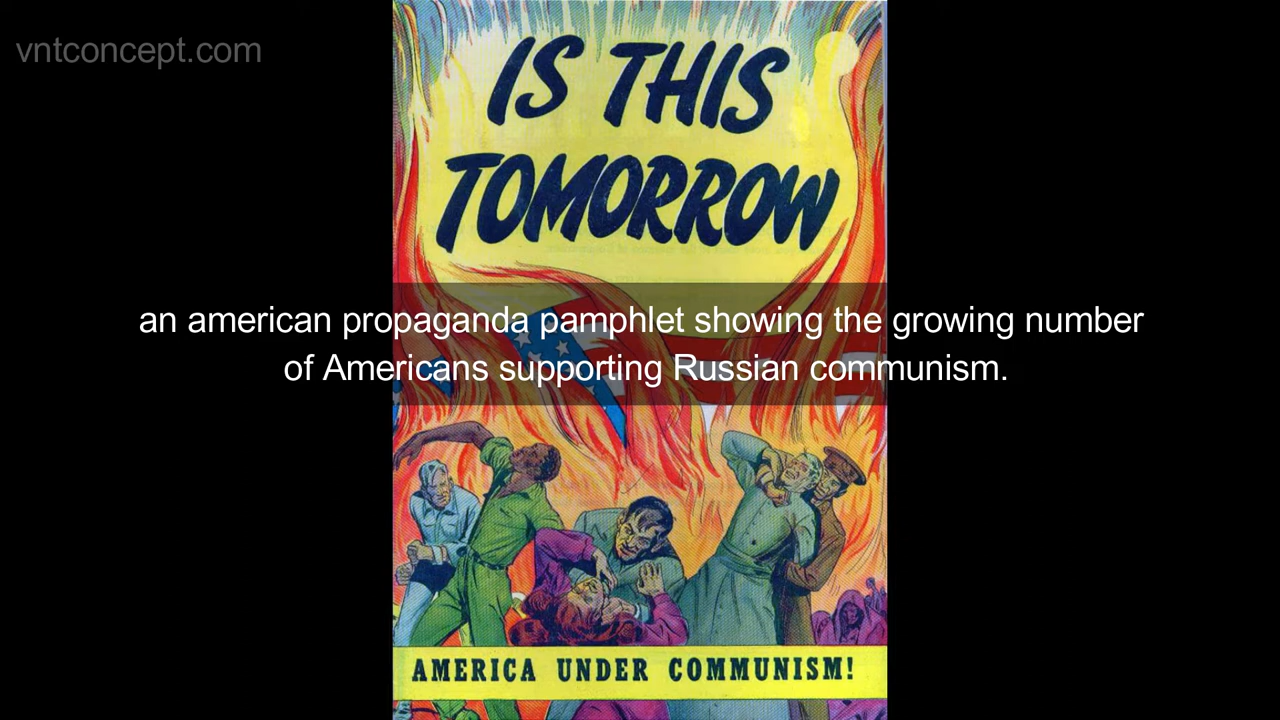 vntconcept.com
IS THIS
TOMORROW
an american propaganda pamphlet showing the growing number
of Americans supporting Russian communism.
AMERICA UNDER COMMUNISM!